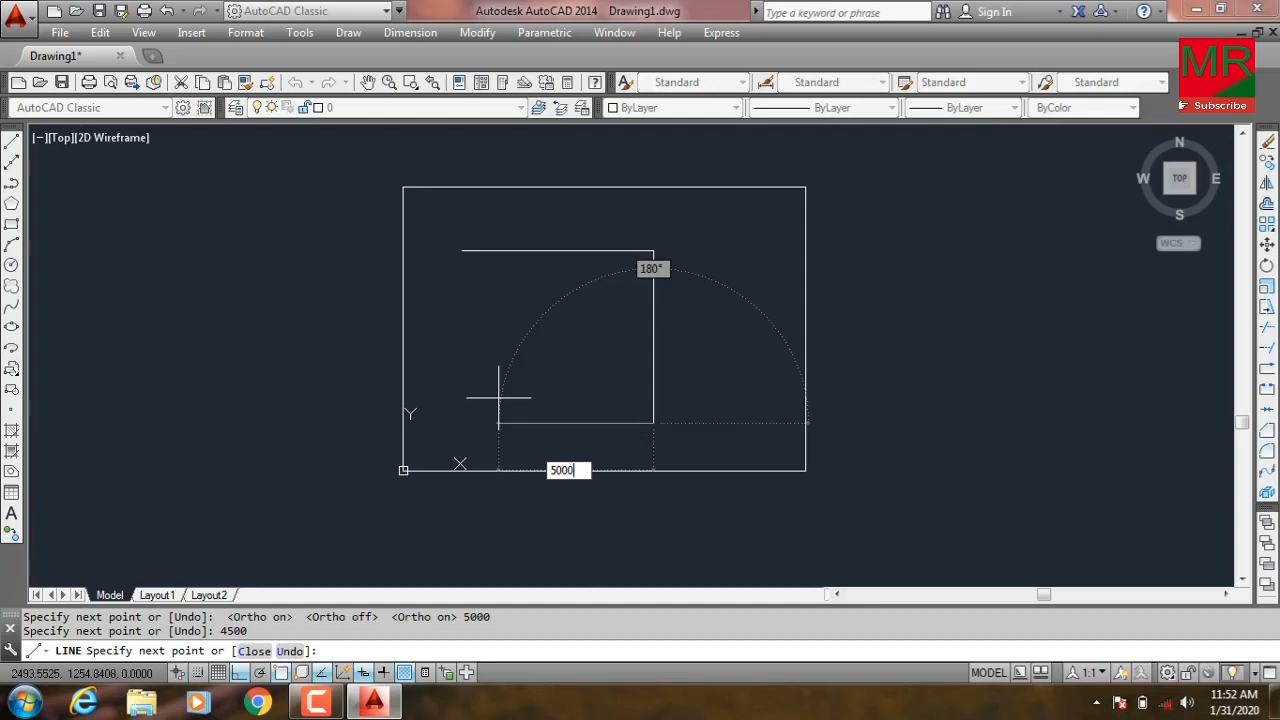 AutoCAD Classic
Autodesk AutoCAD 2014 Drawing1.dwg
Type a keyword or phrase
Sign In
File Edit View Insert Format Tools Draw Dimension Modify Parametric Window Help Express
Drawing1*
MR
Subscribe
Standard Standard Standard Standard
AutoCAD Classic 0 ByLayer ByLayer ByLayer ByColor
[−][Top][2D Wireframe]
N
W TOP E
S
WCS
180°
Y
X
5000
Model Layout1 Layout2
Specify next point or [Undo]: <Ortho on> <Ortho off> <Ortho on> 5000
Specify next point or [Undo]: 4500
LINE Specify next point or [Close Undo]:
2493.5525, 1254.8408, 0.0000 MODEL 1:1
11:52 AM
1/31/2020